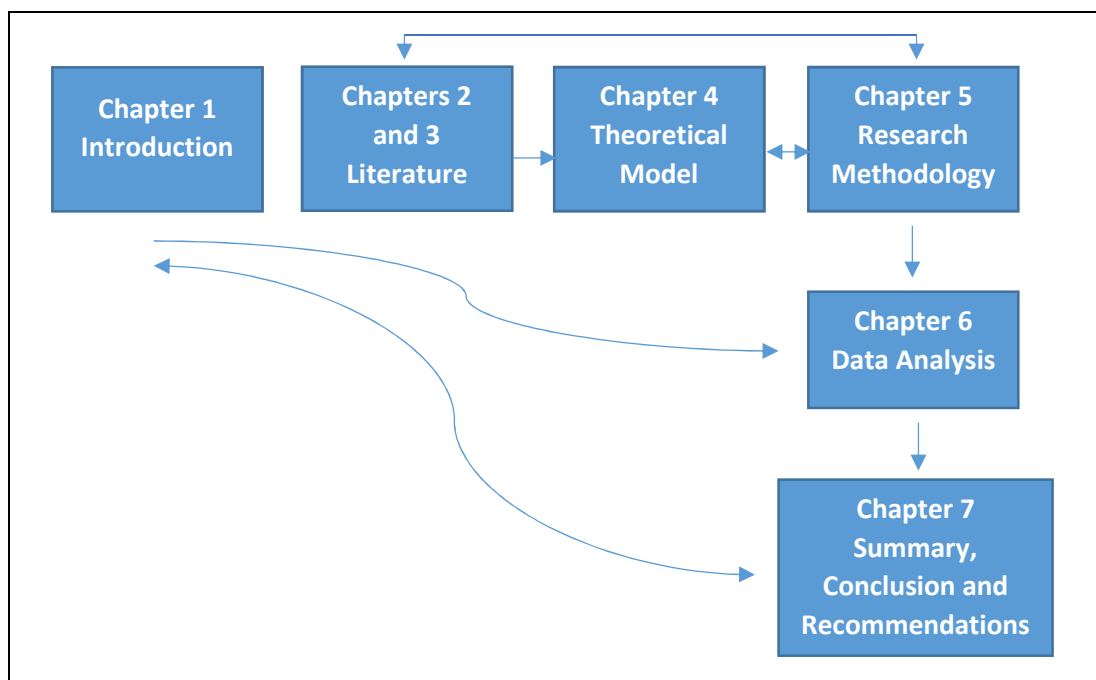 Chapter 1
Introduction
Chapters 2
and 3
Literature
Chapter 4
Theoretical
Model
Chapter 5
Research
Methodology
Chapter 6
Data Analysis
Chapter 7
Summary,
Conclusion and
Recommendations